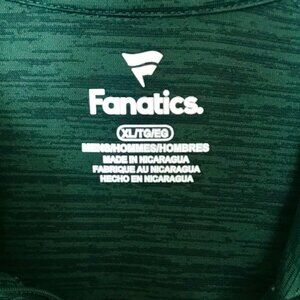 Fanatics.
XL/TG/EG
MENS/HOMMES/HOMBRES
MADE IN NICARAGUA
FABRIQUE AU NICARAGUA
HECHO EN NICARAGUA